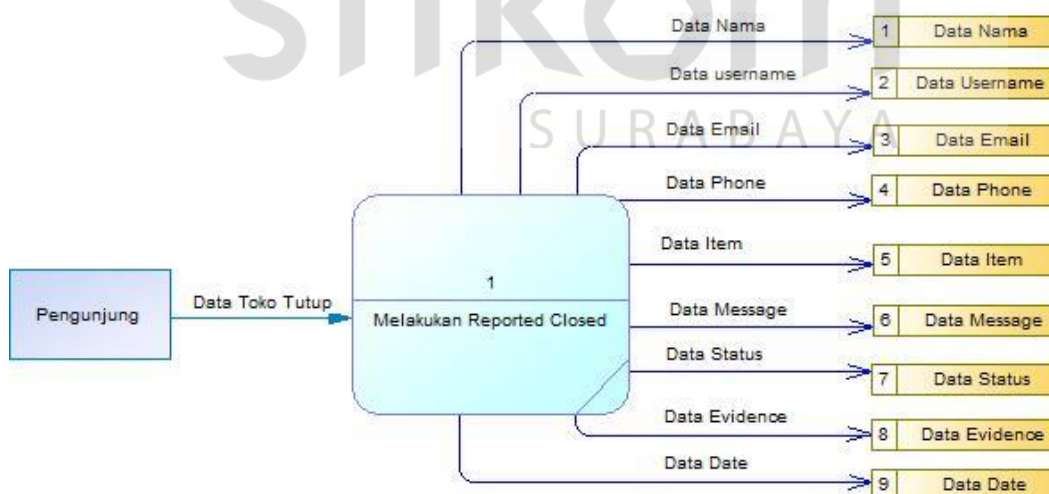 stikom
SURABAYA
Data Nama
1 Data Nama
Data username
2 Data Username
Data Email
3 Data Email
Data Phone
4 Data Phone
Data Item
5 Data Item
Pengunjung
Data Toko Tutup
1
Melakukan Reported Closed
Data Message
6 Data Message
Data Status
7 Data Status
Data Evidence
8 Data Evidence
Data Date
9 Data Date